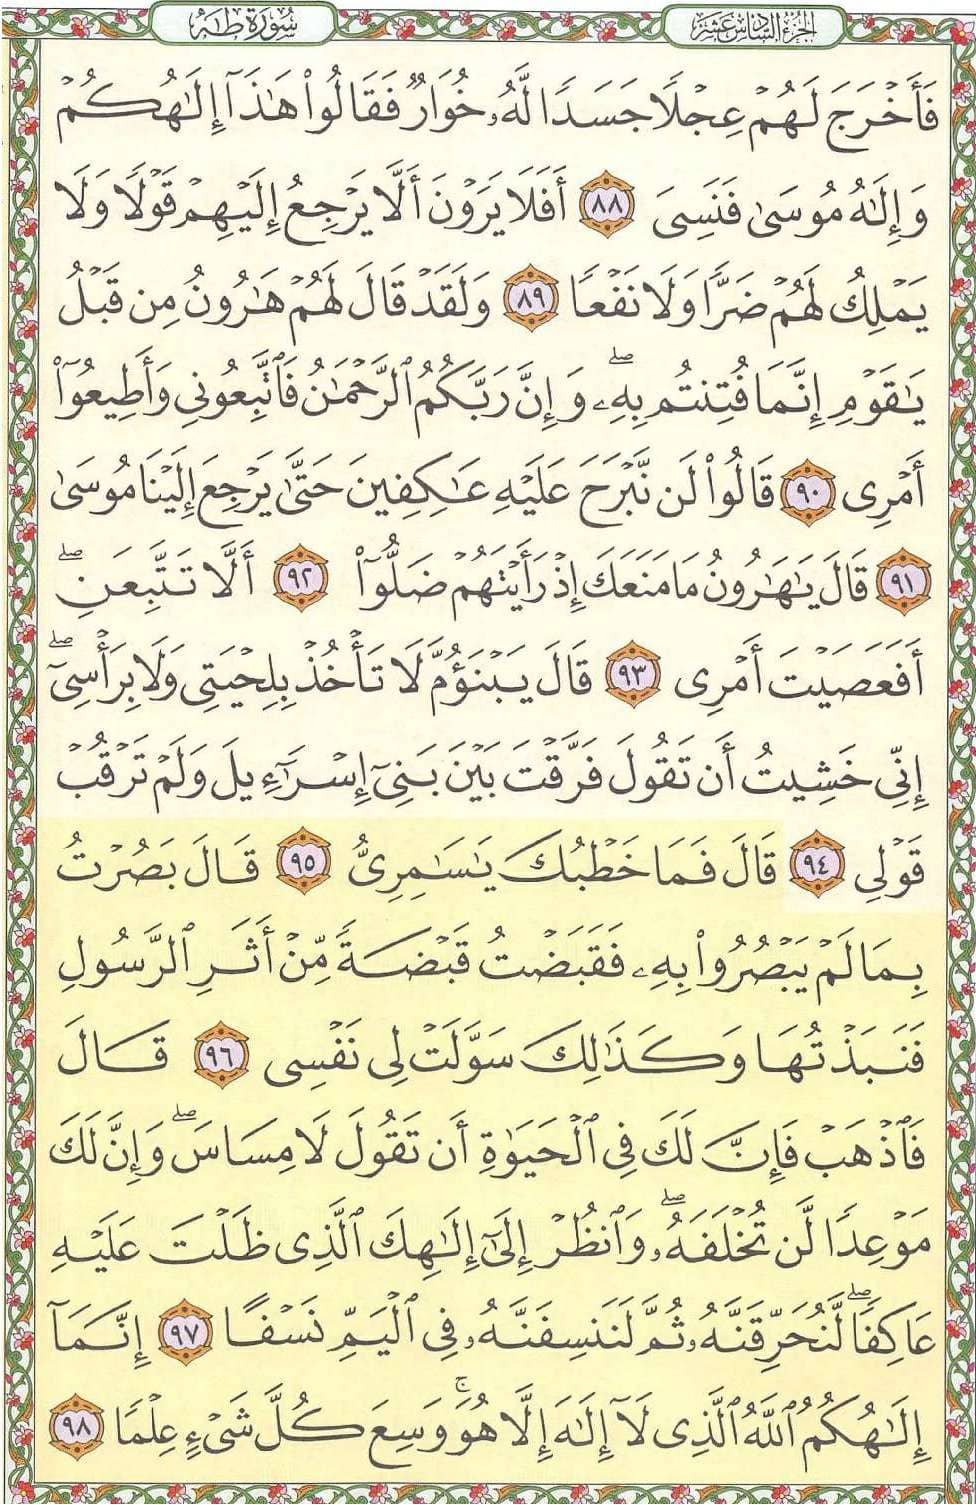 الجزء السادس عشر
سورة طه
فَأَخْرَجَ لَهُمْ عِجْلًا جَسَدًا لَّهُۥ خُوَارٌ فَقَالُوا۟ هَـٰذَآ إِلَـٰهُكُمْ
وَإِلَـٰهُ مُوسَىٰ فَنَسِىَ ٨٨ أَفَلَا يَرَوْنَ أَلَّا يَرْجِعُ إِلَيْهِمْ قَوْلًا وَلَا
يَمْلِكُ لَهُمْ ضَرًّا وَلَا نَفْعًا ٨٩ وَلَقَدْ قَالَ لَهُمْ هَـٰرُونُ مِن قَبْلُ
يَـٰقَوْمِ إِنَّمَا فُتِنتُم بِهِۦ ۖ وَإِنَّ رَبَّكُمُ ٱلرَّحْمَـٰنُ فَٱتَّبِعُونِى وَأَطِيعُوٓا۟
أَمْرِى ٩٠ قَالُوا۟ لَن نَّبْرَحَ عَلَيْهِ عَـٰكِفِينَ حَتَّىٰ يَرْجِعَ إِلَيْنَا مُوسَىٰ
٩١ قَالَ يَـٰهَـٰرُونُ مَا مَنَعَكَ إِذْ رَأَيْتَهُمْ ضَلُّوٓا۟ ٩٢ أَلَّا تَتَّبِعَنِ ۖ
أَفَعَصَيْتَ أَمْرِى ٩٣ قَالَ يَبْنَؤُمَّ لَا تَأْخُذْ بِلِحْيَتِى وَلَا بِرَأْسِىٓ ۖ
إِنِّى خَشِيتُ أَن تَقُولَ فَرَّقْتَ بَيْنَ بَنِىٓ إِسْرَٰٓءِيلَ وَلَمْ تَرْقُبْ
قَوْلِى ٩٤ قَالَ فَمَا خَطْبُكَ يَـٰسَـٰمِرِىُّ ٩٥ قَالَ بَصُرْتُ
بِمَا لَمْ يَبْصُرُوا۟ بِهِۦ فَقَبَضْتُ قَبْضَةً مِّنْ أَثَرِ ٱلرَّسُولِ
فَنَبَذْتُهَا وَكَذَٰلِكَ سَوَّلَتْ لِى نَفْسِى ٩٦ قَالَ
فَٱذْهَبْ فَإِنَّ لَكَ فِى ٱلْحَيَوٰةِ أَن تَقُولَ لَا مِسَاسَ ۖ وَإِنَّ لَكَ
مَوْعِدًا لَّن تُخْلَفَهُۥ ۖ وَٱنظُرْ إِلَىٰٓ إِلَـٰهِكَ ٱلَّذِى ظَلْتَ عَلَيْهِ
عَاكِفًا ۖ لَّنُحَرِّقَنَّهُۥ ثُمَّ لَنَنسِفَنَّهُۥ فِى ٱلْيَمِّ نَسْفًا ٩٧ إِنَّمَآ
إِلَـٰهُكُمُ ٱللَّهُ ٱلَّذِى لَآ إِلَـٰهَ إِلَّا هُوَ ۚ وَسِعَ كُلَّ شَىْءٍ عِلْمًا ٩٨